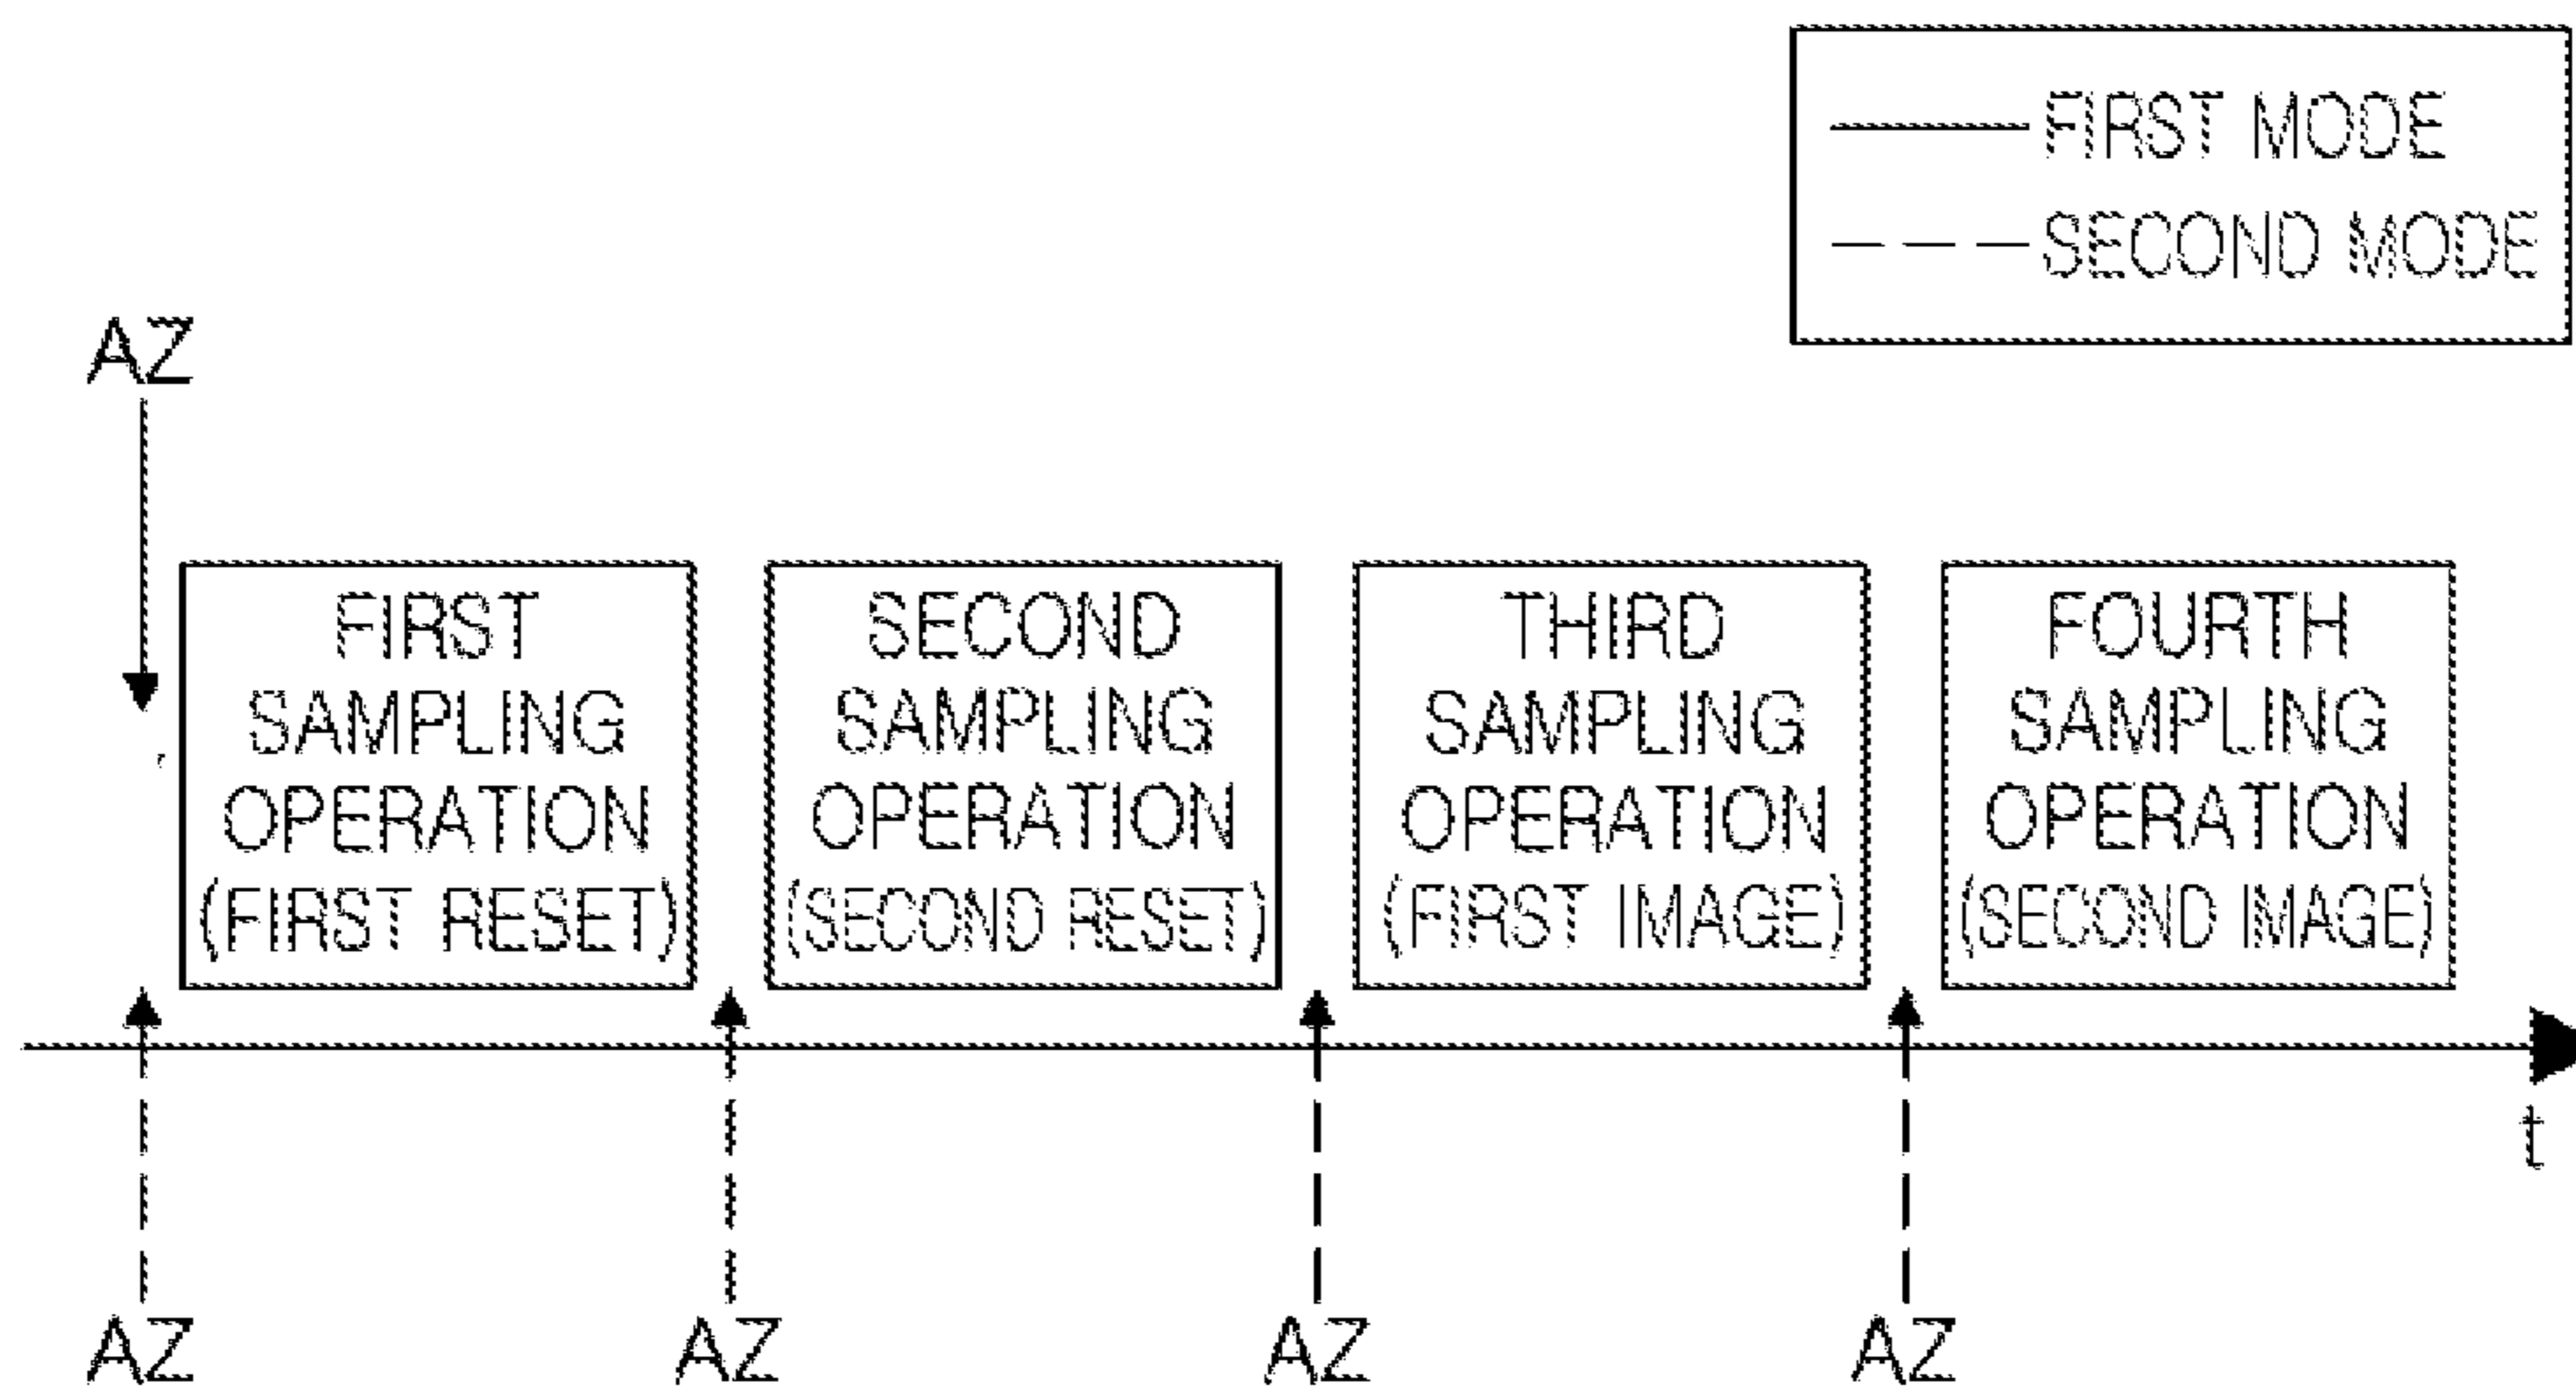 FIRST MODE
SECOND MODE
AZ
FIRST
SAMPLING
OPERATION
(FIRST RESET)
SECOND
SAMPLING
OPERATION
(SECOND RESET)
THIRD
SAMPLING
OPERATION
(FIRST IMAGE)
FOURTH
SAMPLING
OPERATION
(SECOND IMAGE)
t
AZ
AZ
AZ
AZ